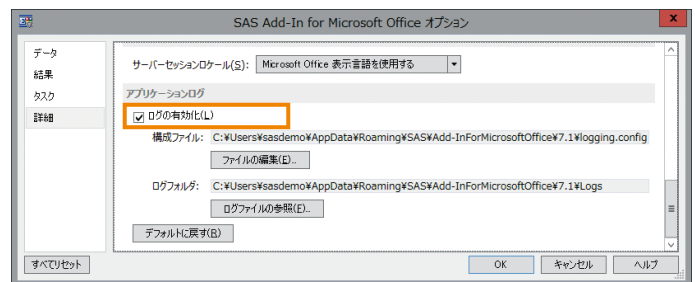 SAS Add-In for Microsoft Office オプション
x
データ
結果
タスク
詳細
サーバーセッションロケール(S): Microsoft Office 表示言語を使用する
アプリケーションログ
ログの有効化(L)
構成ファイル: C:¥Users¥sasdemo¥AppData¥Roaming¥SAS¥Add-InForMicrosoftOffice¥7.1¥logging.config
ファイルの編集(E)...
ログフォルダ: C:¥Users¥sasdemo¥AppData¥Roaming¥SAS¥Add-InForMicrosoftOffice¥7.1¥Logs
ログファイルの参照(F)...
デフォルトに戻す(R)
すべてリセット
OK
キャンセル
ヘルプ